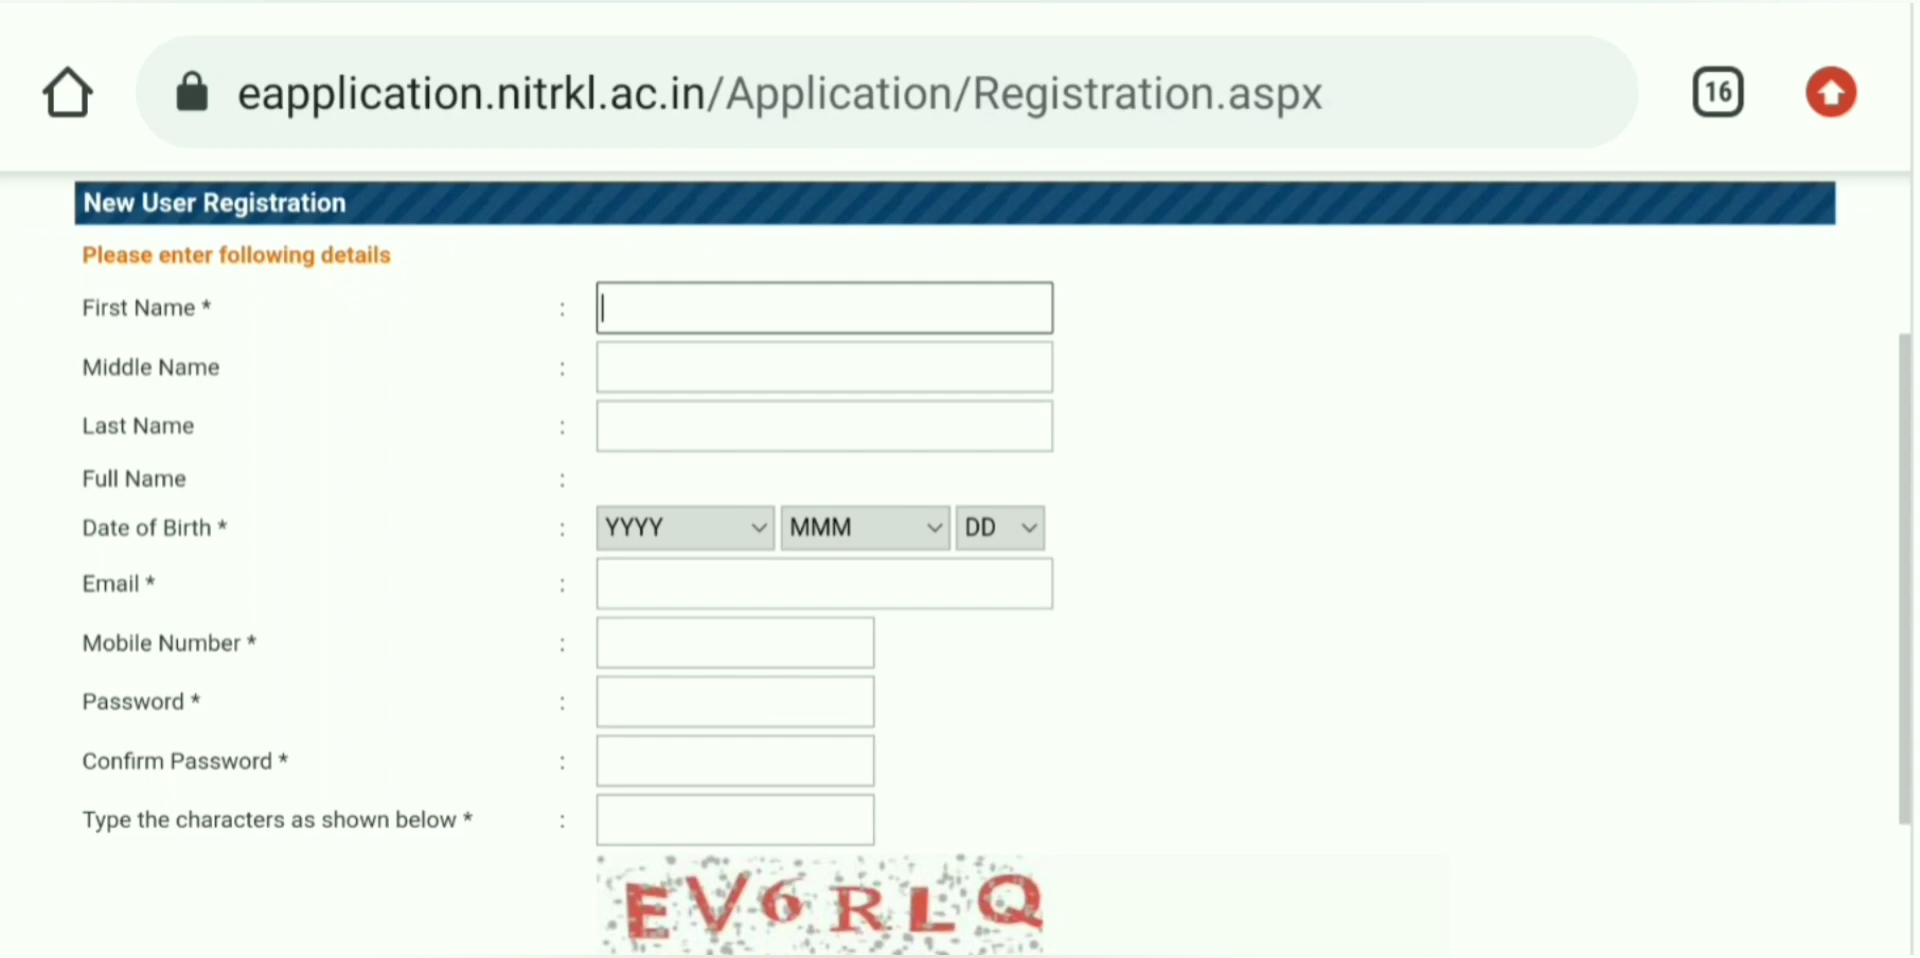 eapplication.nitrkl.ac.in/Application/Registration.aspx 16
New User Registration
Please enter following details
First Name * :
Middle Name :
Last Name :
Full Name :
Date of Birth * : YYYY MMM DD
Email * :
Mobile Number * :
Password * :
Confirm Password * :
Type the characters as shown below * :
EV6RLQ